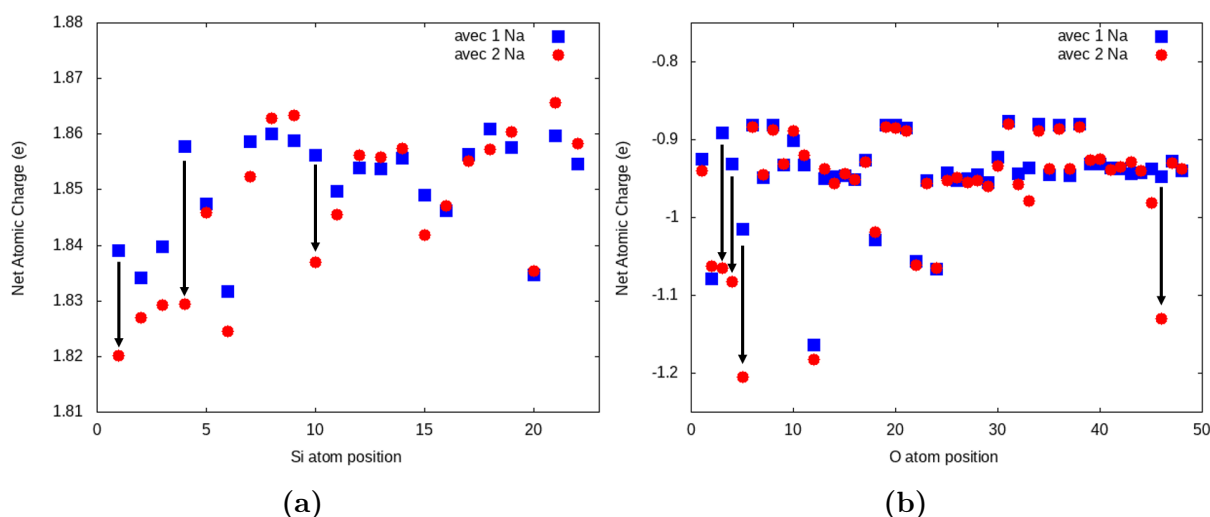 1.88
1.87
1.86
1.85
1.84
1.83
1.82
1.81
0 5 10 15 20
Net Atomic Charge (e)
Si atom position
avec 1 Na
avec 2 Na
(a)
-0.8
-0.9
-1
-1.1
-1.2
0 10 20 30 40 50
Net Atomic Charge (e)
O atom position
avec 1 Na
avec 2 Na
(b)